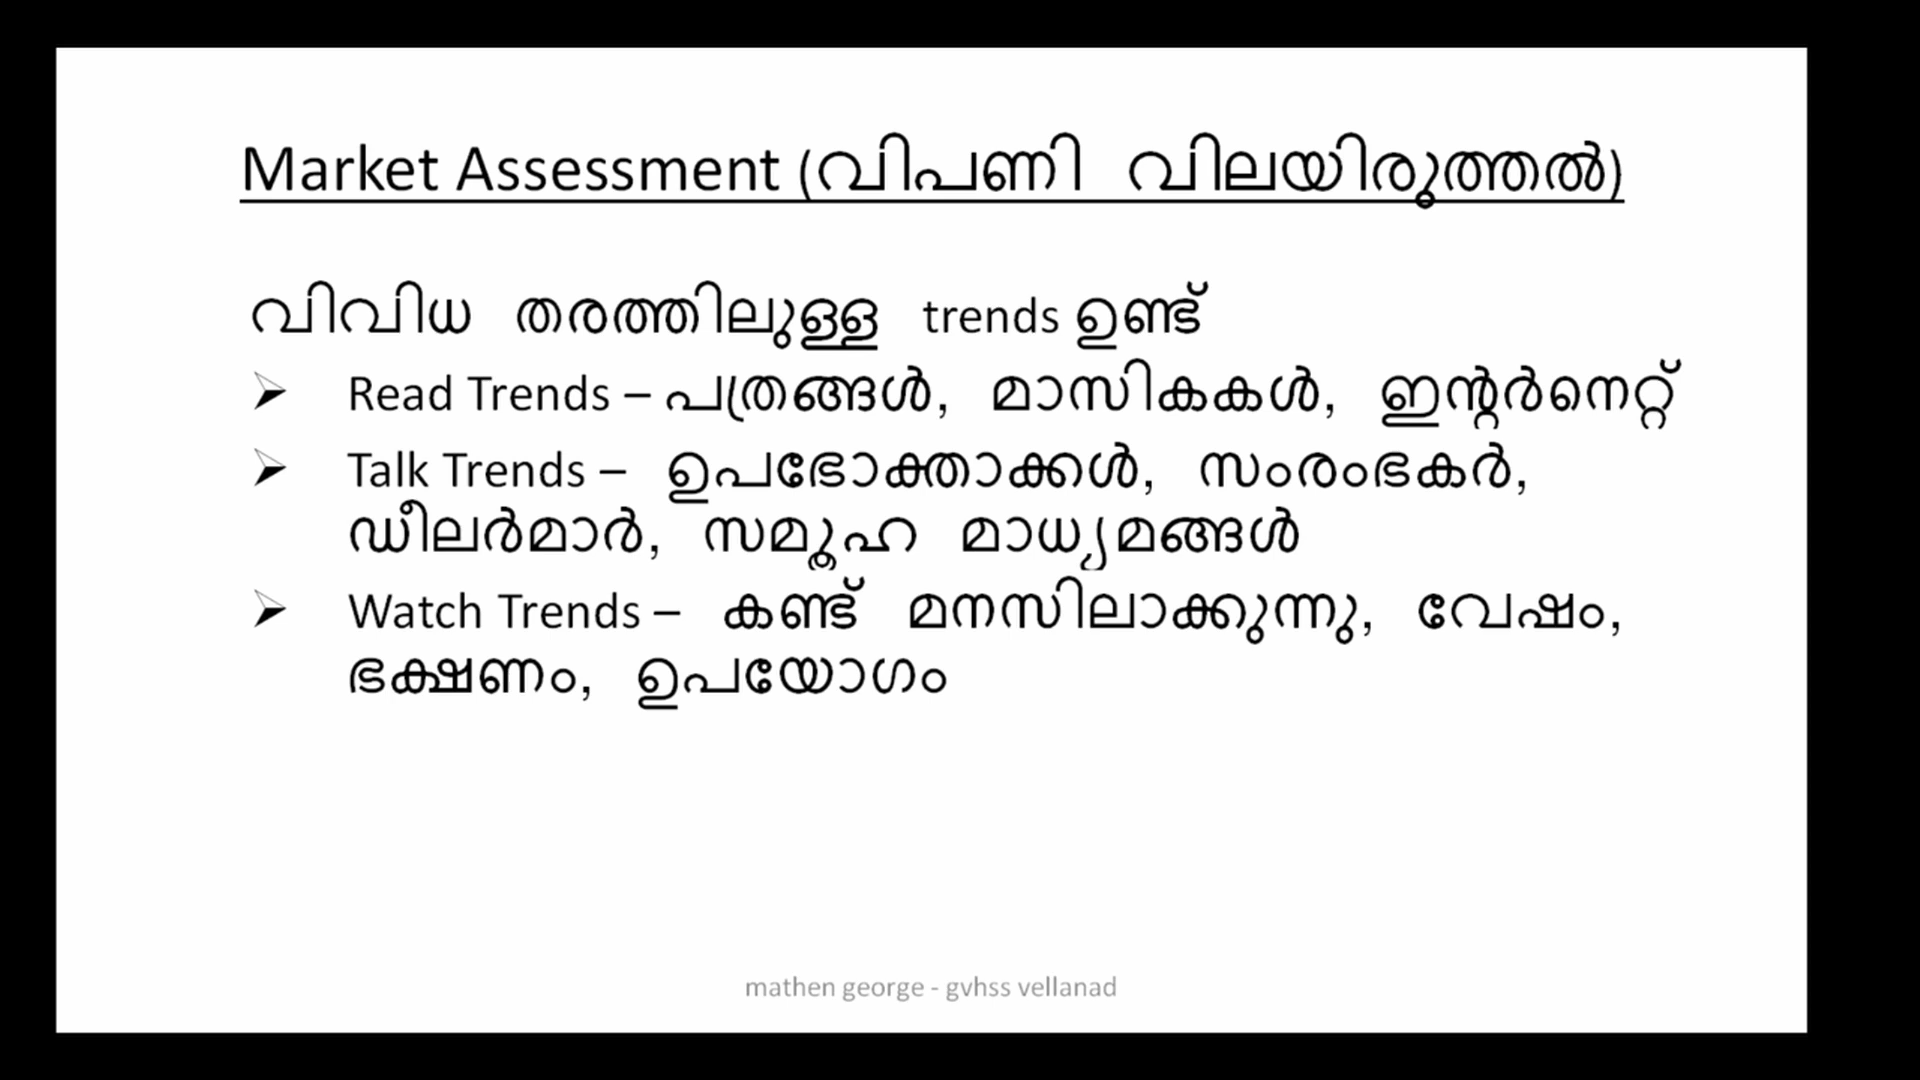 Market Assessment (വിപണി വിലയിരുത്തൽ)
വിവിധ തരത്തിലുള്ള trends ഉണ്ട്
➢ Read Trends – പത്രങ്ങൾ, മാസികകൾ, ഇന്റർനെറ്റ്
➢ Talk Trends – ഉപഭോക്താക്കൾ, സംരംഭകർ,
ഡീലർമാർ, സമൂഹ മാധ്യമങ്ങൾ
➢ Watch Trends – കണ്ട് മനസിലാക്കുന്നു, വേഷം,
ഭക്ഷണം, ഉപയോഗം
mathen george - gvhss vellanad